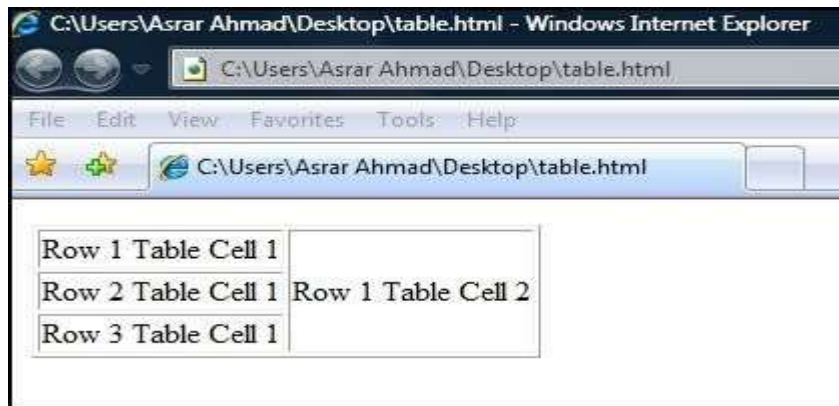 C:\Users\Asrar Ahmad\Desktop\table.html - Windows Internet Explorer
C:\Users\Asrar Ahmad\Desktop\table.html
File Edit View Favorites Tools Help
C:\Users\Asrar Ahmad\Desktop\table.html
Row 1 Table Cell 1
Row 2 Table Cell 1 Row 1 Table Cell 2
Row 3 Table Cell 1